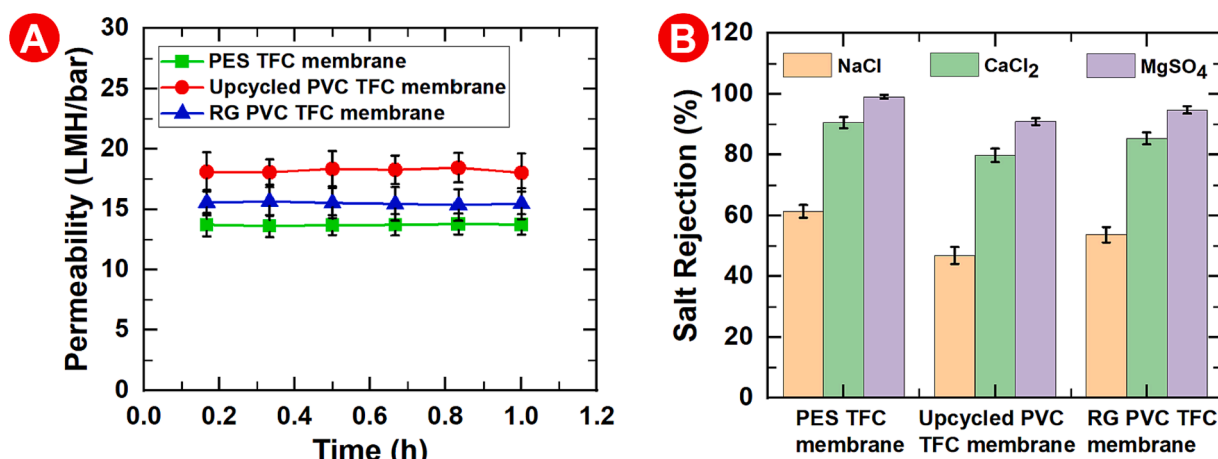 A
Permeability (LMH/bar)
30
25
20
15
10
5
0
PES TFC membrane
Upcycled PVC TFC membrane
RG PVC TFC membrane
0.0 0.2 0.4 0.6 0.8 1.0 1.2
Time (h)
B
Salt Rejection (%)
120
100
80
60
40
20
0
NaCl CaCl₂ MgSO₄
PES TFC Upcycled PVC RG PVC TFC
membrane TFC membrane membrane